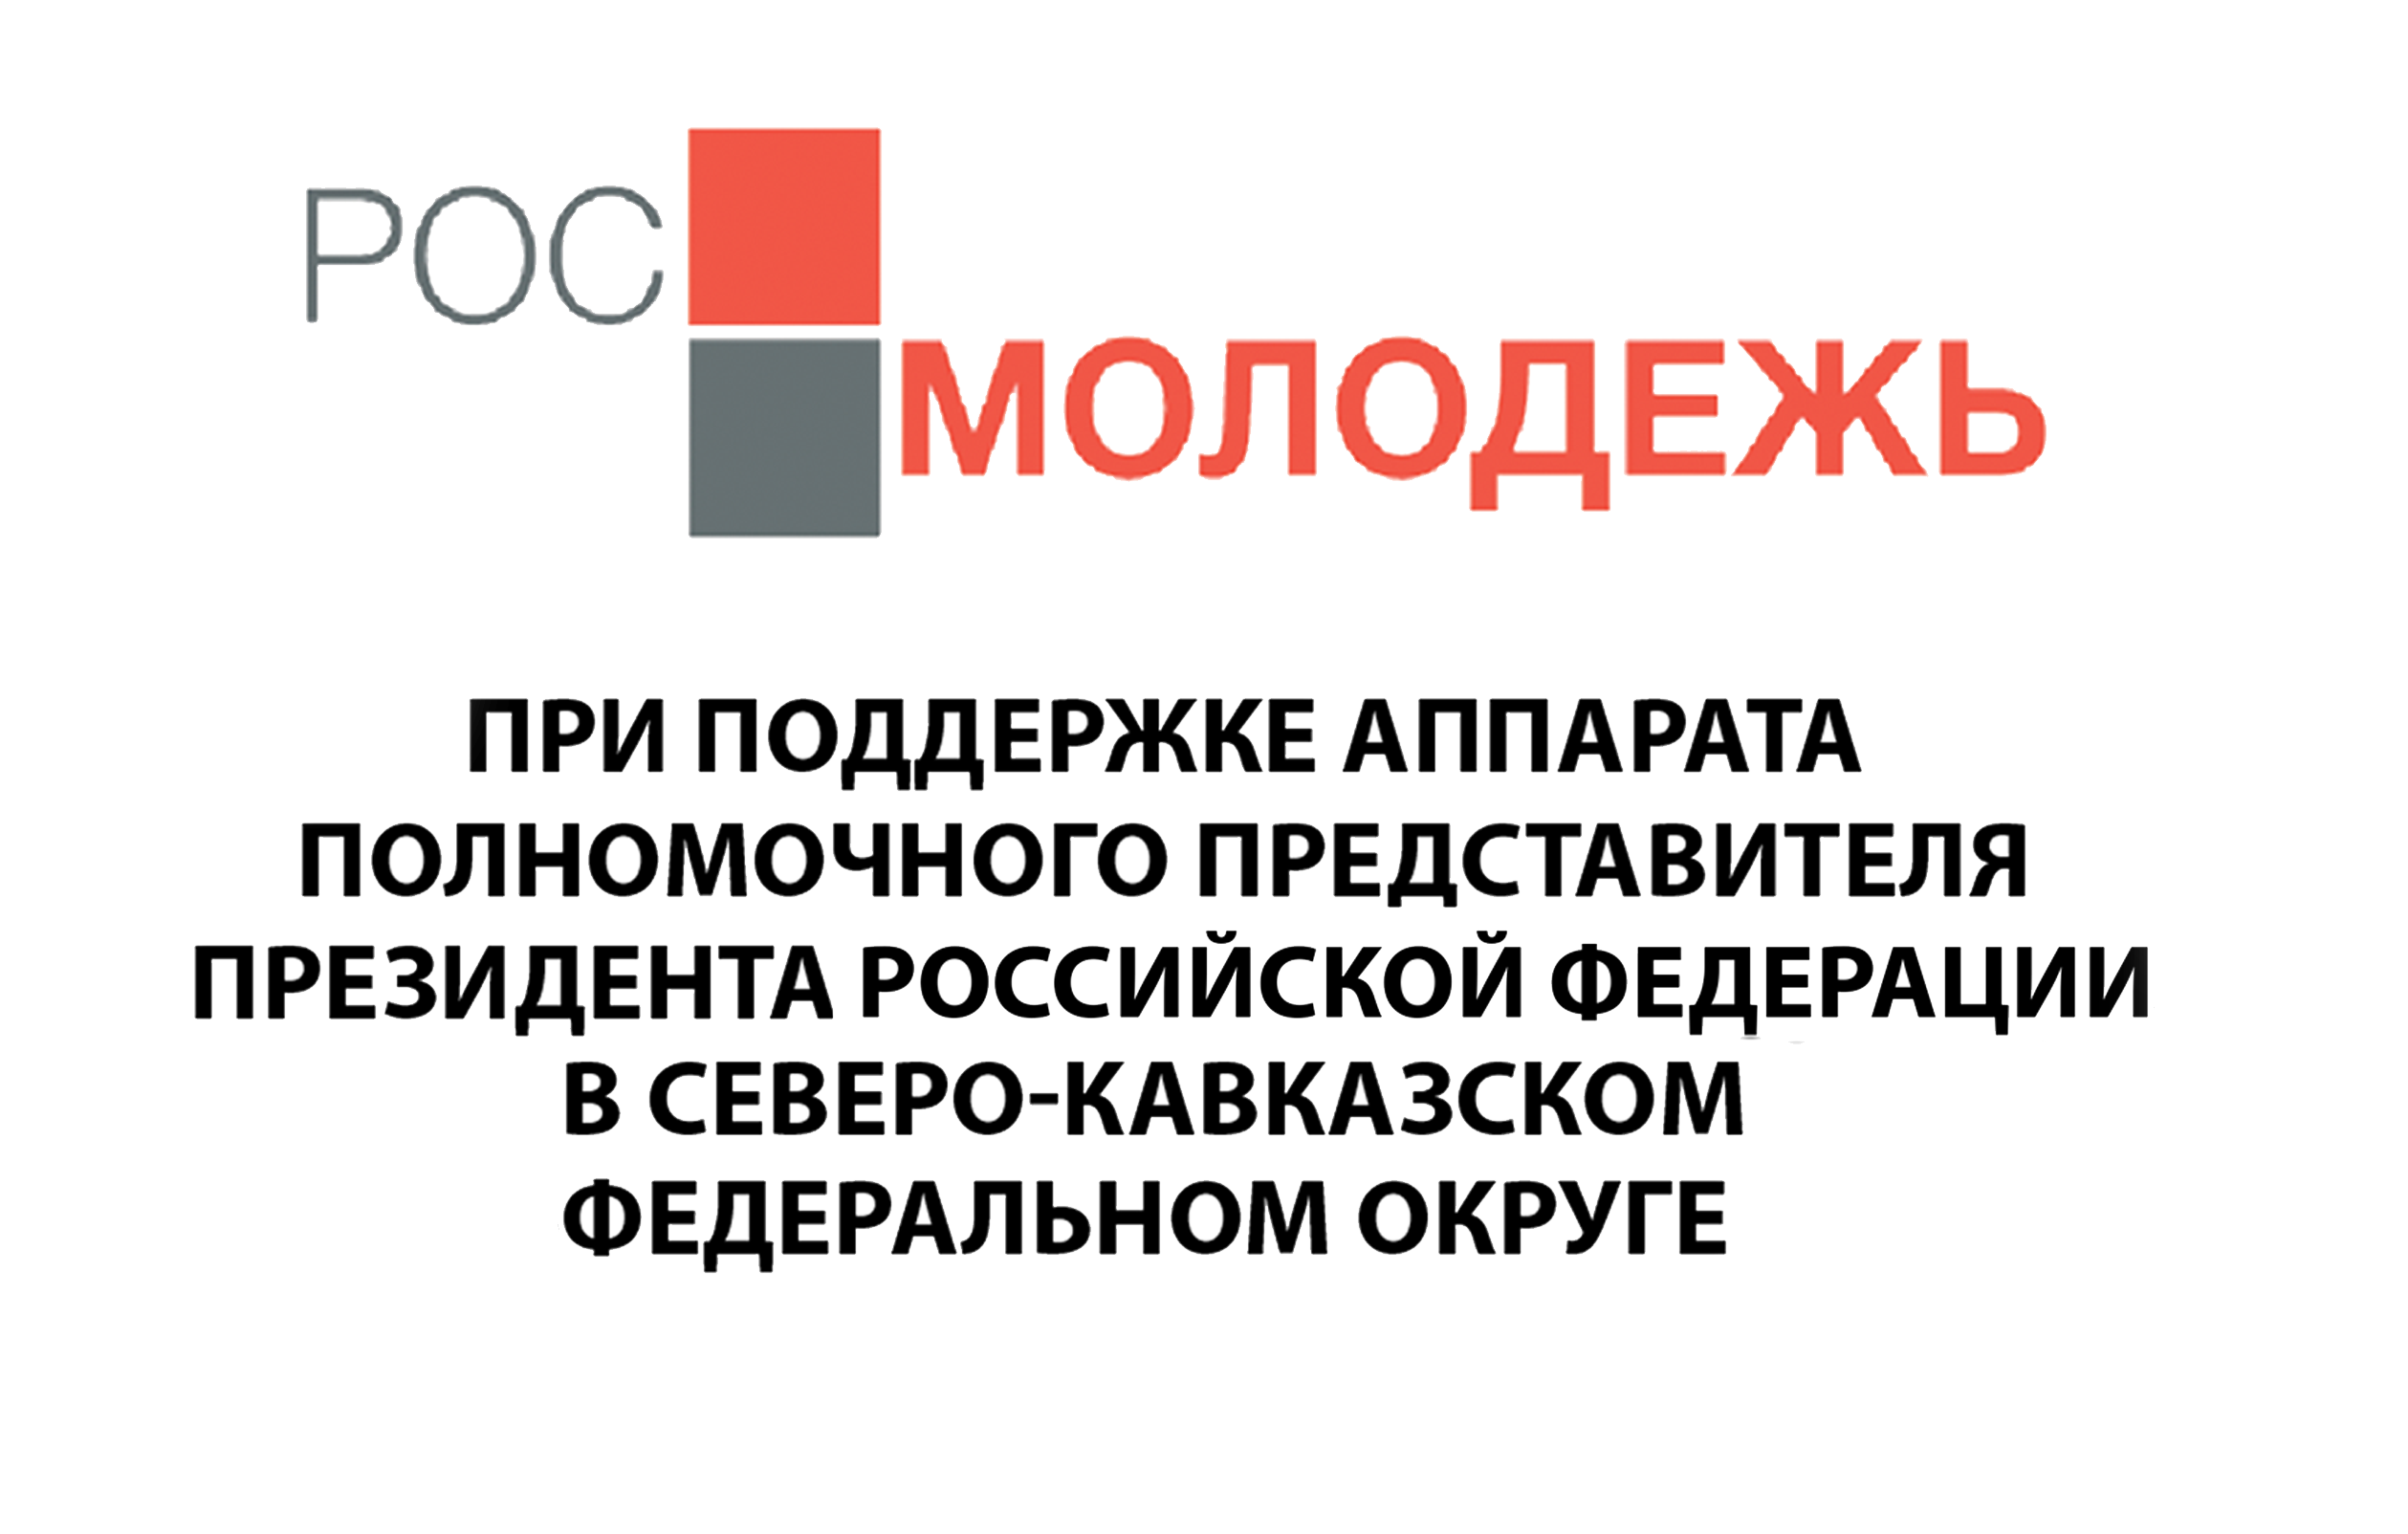 РОС
МОЛОДЕЖЬ
ПРИ ПОДДЕРЖКЕ АППАРАТА
ПОЛНОМОЧНОГО ПРЕДСТАВИТЕЛЯ
ПРЕЗИДЕНТА РОССИЙСКОЙ ФЕДЕРАЦИИ
В СЕВЕРО-КАВКАЗСКОМ
ФЕДЕРАЛЬНОМ ОКРУГЕ